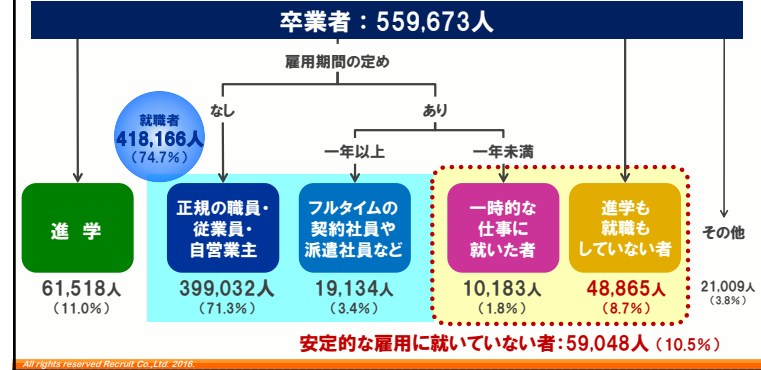 卒業者：559,673人
雇用期間の定め
なし
あり
就職者
418,166人
（74.7%）
一年以上
一年未満
進 学
正規の職員・
従業員・
自営業主
フルタイムの
契約社員や
派遣社員など
一時的な
仕事に
就いた者
進学も
就職も
していない者
その他
61,518人
（11.0%）
399,032人
（71.3%）
19,134人
（3.4%）
10,183人
（1.8%）
48,865人
（8.7%）
21,009人
（3.8%）
安定的な雇用に就いていない者：59,048人（10.5%）
All rights reserved Recruit Co.,Ltd. 2016.